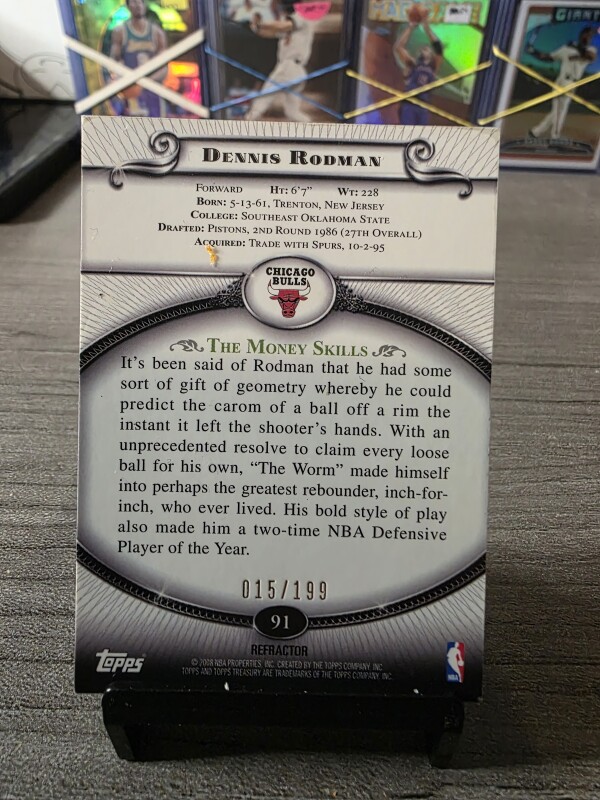 GIANTS
DENNIS RODMAN
FORWARD HT: 6'7" WT: 228
BORN: 5-13-61, TRENTON, NEW JERSEY
COLLEGE: SOUTHEAST OKLAHOMA STATE
DRAFTED: PISTONS, 2ND ROUND 1986 (27TH OVERALL)
ACQUIRED: TRADE WITH SPURS, 10-2-95
CHICAGO
BULLS
THE MONEY SKILLS
It's been said of Rodman that he had some
sort of gift of geometry whereby he could
predict the carom of a ball off a rim the
instant it left the shooter's hands. With an
unprecedented resolve to claim every loose
ball for his own, “The Worm” made himself
into perhaps the greatest rebounder, inch-for-
inch, who ever lived. His bold style of play
also made him a two-time NBA Defensive
Player of the Year.
015/199
91
REFRACTOR
Topps
© 2008 NBA PROPERTIES, INC. CREATED BY THE TOPPS COMPANY, INC.
TOPPS AND TOPPS TREASURY ARE TRADEMARKS OF THE TOPPS COMPANY, INC.
NBA